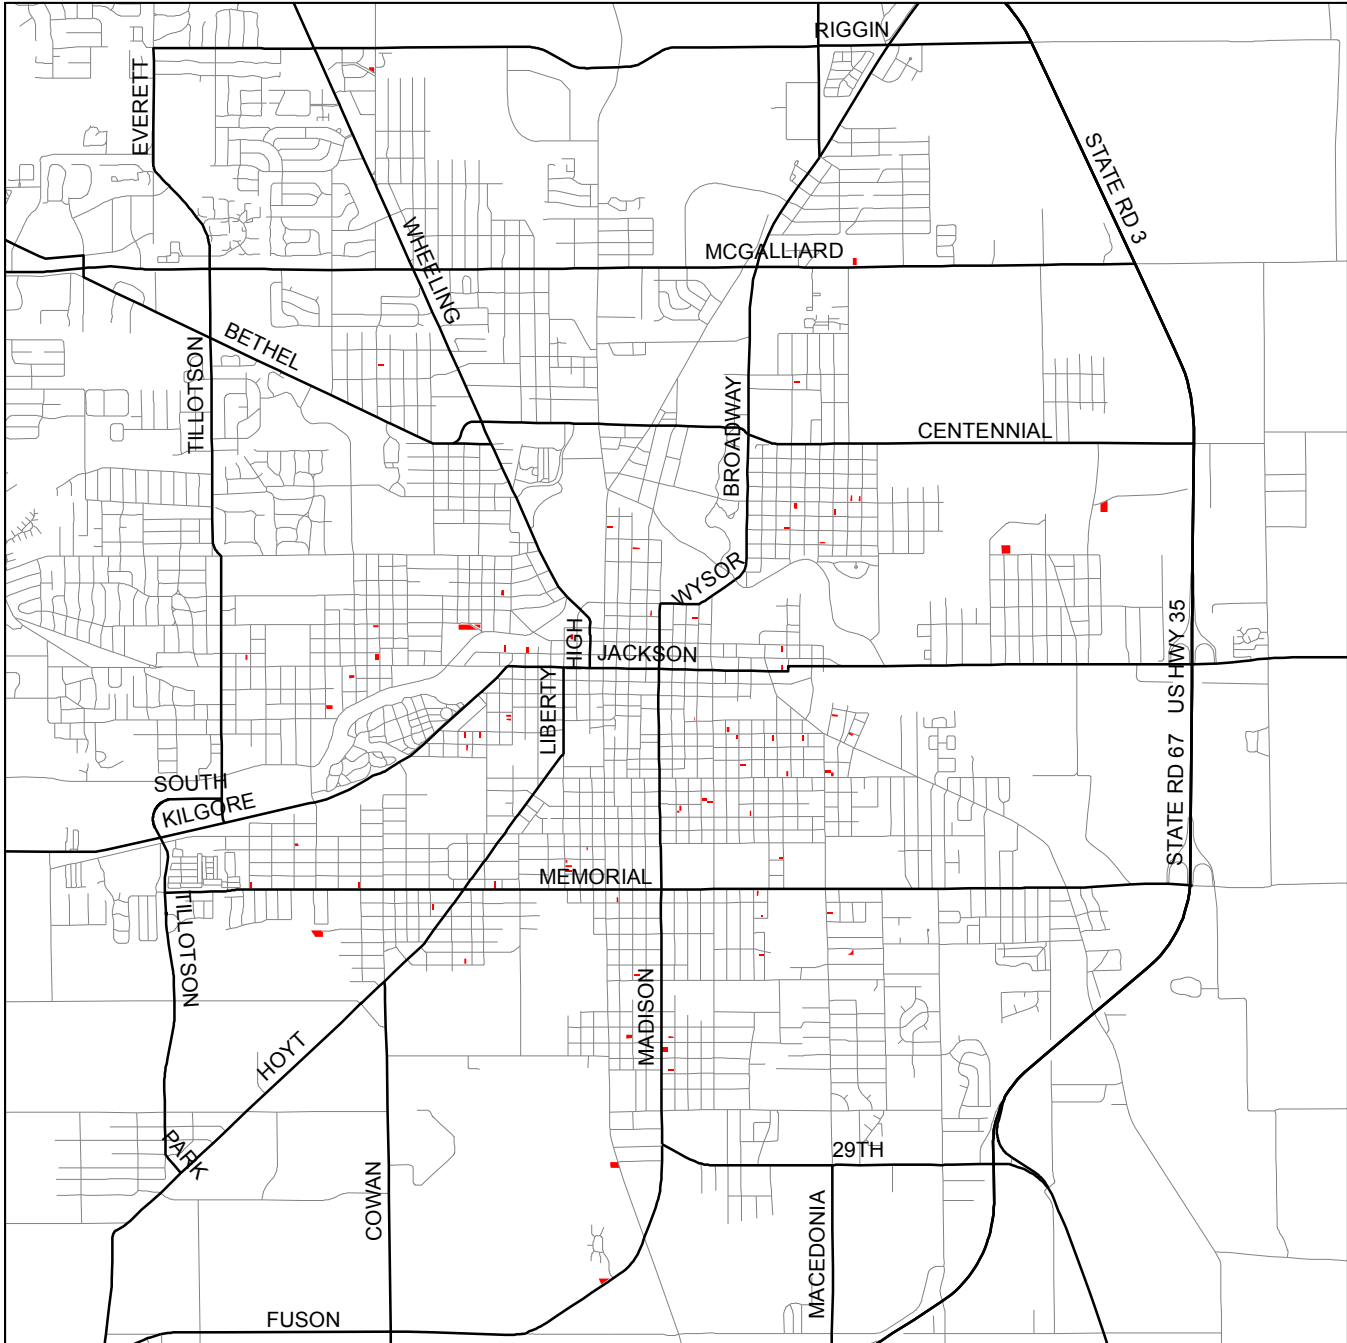 RIGGIN
EVERETT
STATE RD 3
WHEELING
MCGALLIARD
BETHEL
TILLOTSON
BROADWAY
CENTENNIAL
WYSOR
HIGH
JACKSON
US HWY 35
LIBERTY
SOUTH
KILGORE
STATE RD 67
MEMORIAL
TILLOTSON
MADISON
HOYT
PARK
29TH
COWAN
MACEDONIA
FUSON